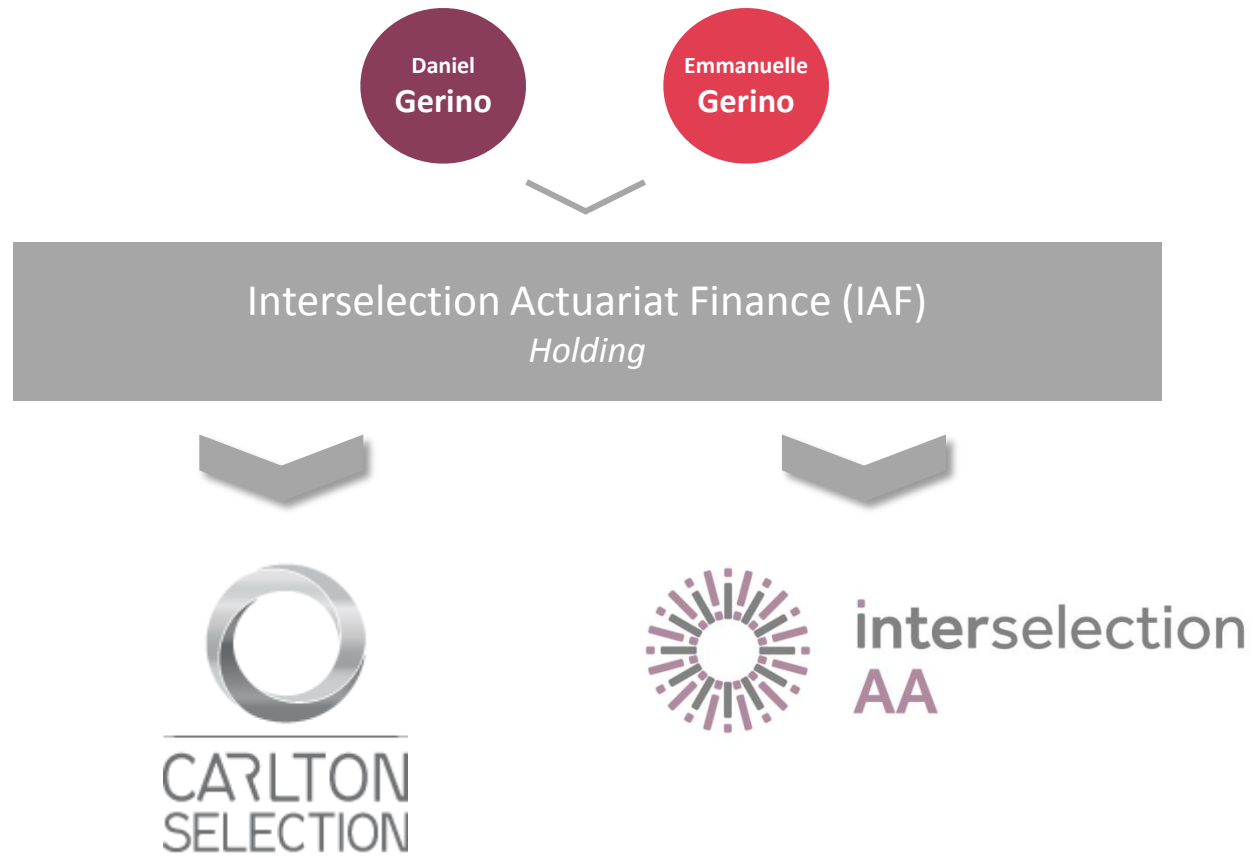 Daniel
Gerino
Emmanuelle
Gerino
Interselection Actuariat Finance (IAF)
Holding
CARLTON
SELECTION
interselection
AA